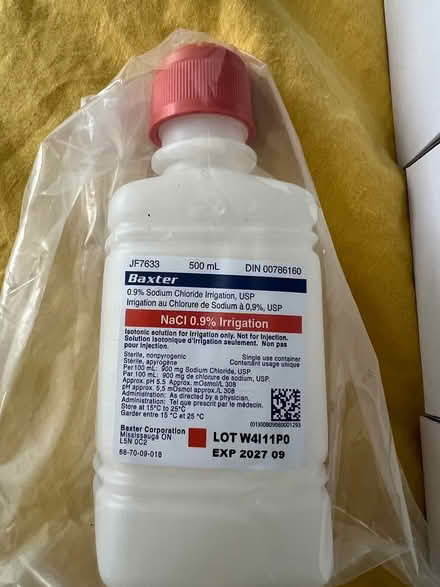 JF7633 500 mL DIN 00786160
Baxter
0.9% Sodium Chloride Irrigation, USP
Irrigation au Chlorure de Sodium à 0,9%, USP
NaCl 0.9% Irrigation
Isotonic solution for irrigation only. Not for Injection.
Solution isotonique d'irrigation seulement. Non pas
pour Injection.
Sterile, nonpyrogenic Single use container
Stérile, apyrogène Contenant usage unique
Per 100 mL: 900 mg Sodium Chloride, USP.
Par 100 mL: 900 mg de chlorure de sodium, USP.
Approx. pH 5.5 Approx. mOsmol/L 308
pH approx. 5,5 mOsmol approx./L 308
Administration: As directed by a physician.
Administration: Tel que prescrit par le médecin.
Store at 15°C to 25°C
Garder entre 15 °C et 25 °C
(01)00809080001293
Baxter Corporation
Mississauga ON
L5N 0C2
LOT W4I11P0
EXP 2027 09
68-70-09-018